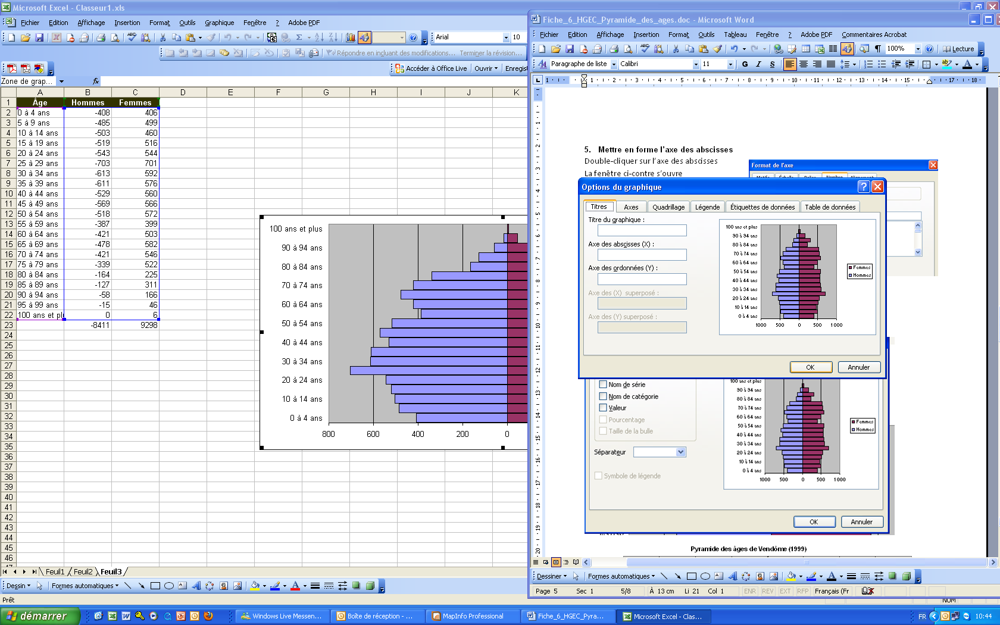 Microsoft Excel - Classeur1.xls
Fichier Edition Affichage Insertion Format Outils Graphique Fenêtre ? Adobe PDF
Arial 10
Répondre en incluant des modifications... Terminer la révision...
Accéder à Office Live Ouvrir Enregist
Zone de grap... fx
A B C D E F G H I J K
1 Âge Hommes Femmes
2 0 à 4 ans -408 406
3 5 à 9 ans -485 499
4 10 à 14 ans -503 460
5 15 à 19 ans -519 516
6 20 à 24 ans -543 544
7 25 à 29 ans -703 701
8 30 à 34 ans -613 592
9 35 à 39 ans -611 576
10 40 à 44 ans -529 560
11 45 à 49 ans -569 566
12 50 à 54 ans -518 572
13 55 à 59 ans -387 399
14 60 à 64 ans -421 503
15 65 à 69 ans -478 582
16 70 à 74 ans -421 546
17 75 à 79 ans -339 522
18 80 à 84 ans -164 225
19 85 à 89 ans -127 311
20 90 à 94 ans -58 166
21 95 à 99 ans -15 46
22 100 ans et plu 0 6
23 -8411 9298
24
25
26
27
28
29
30
31
32
33
34
35
36
37
38
39
40
41
42
43
44
45
46
100 ans et plus
90 à 94 ans
80 à 84 ans
70 à 74 ans
60 à 64 ans
50 à 54 ans
40 à 44 ans
30 à 34 ans
20 à 24 ans
10 à 14 ans
0 à 4 ans
800 600 400 200 0
Feuil1 Feuil2 Feuil3
Dessin Formes automatiques
Prêt
NUM
Fiche_6_HGEC_Pyramide_des_ages.doc - Microsoft Word
Fichier Edition Affichage Insertion Format Outils Tableau Fenêtre ? Adobe PDF Commentaires Acrobat
100% Lecture
Paragraphe de liste Calibri 11 G I S
1 1 2 3 4 5 6 7 8 9 10 11 12 13 14 15 17 18
5. Mettre en forme l'axe des abscisses
Double-cliquer sur l'axe des abscisses
La fenêtre ci-contre s'ouvre
Format de l'axe
Options du graphique
Titres Axes Quadrillage Légende Étiquettes de données Table de données
Titre du graphique :
Axe des abscisses (X) :
Axe des ordonnées (Y) :
Axe des (X) superposé :
Axe des (Y) superposé :
100 ans et plus
90 à 94 ans
80 à 84 ans
70 à 74 ans
60 à 64 ans
50 à 54 ans
40 à 44 ans
30 à 34 ans
20 à 24 ans
10 à 14 ans
0 à 4 ans
1000 500 0 500 1000
Femmes
Hommes
OK Annuler
Nom de série
Nom de catégorie
Valeur
Pourcentage
Taille de la bulle
Séparateur
Symbole de légende
100 ans et plus
90 à 94 ans
80 à 84 ans
70 à 74 ans
60 à 64 ans
50 à 54 ans
40 à 44 ans
30 à 34 ans
20 à 24 ans
10 à 14 ans
0 à 4 ans
1000 500 0 500 1000
Femmes
Hommes
OK Annuler
Pyramide des âges de Vendôme (1999)
Dessiner Formes automatiques
Page 5 Sec 1 5/8 À 13 cm Li 21 Col 1 ENR REV EXT RFP Français (Fr
démarrer Windows Live Messen... Boîte de réception - ... MapInfo Professional Fiche_6_HGEC_Pyra... Microsoft Excel - Clas... FR 10:44